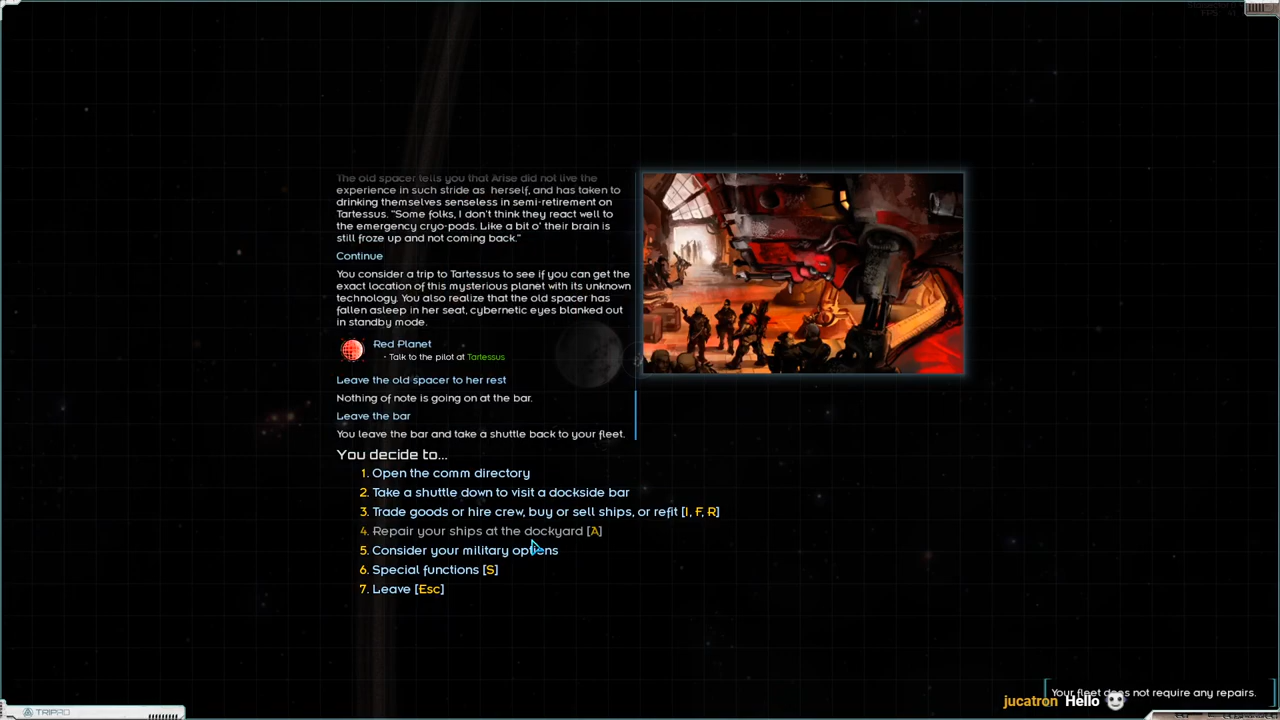 FPS
The old spacer tells you that Arise did not live the
experience in such stride as herself, and has taken to
drinking themselves senseless in semi-retirement on
Tartessus. "Some folks, I don't think they react well to
the emergency cryo-pods. Like a bit o' their brain is
still froze up and not coming back."
Continue
You consider a trip to Tartessus to see if you can get the
exact location of this mysterious planet with its unknown
technology. You also realize that the old spacer has
fallen asleep in her seat, cybernetic eyes blanked out
in standby mode.
Red Planet
- Talk to the pilot at Tartessus
Leave the old spacer to her rest
Nothing of note is going on at the bar.
Leave the bar
You leave the bar and take a shuttle back to your fleet.
You decide to...
1. Open the comm directory
2. Take a shuttle down to visit a dockside bar
3. Trade goods or hire crew, buy or sell ships, or refit [I, F, R]
4. Repair your ships at the dockyard [A]
5. Consider your military options
6. Special functions [S]
7. Leave [Esc]
Your fleet does not require any repairs.
jucatron Hello
TRIPAD